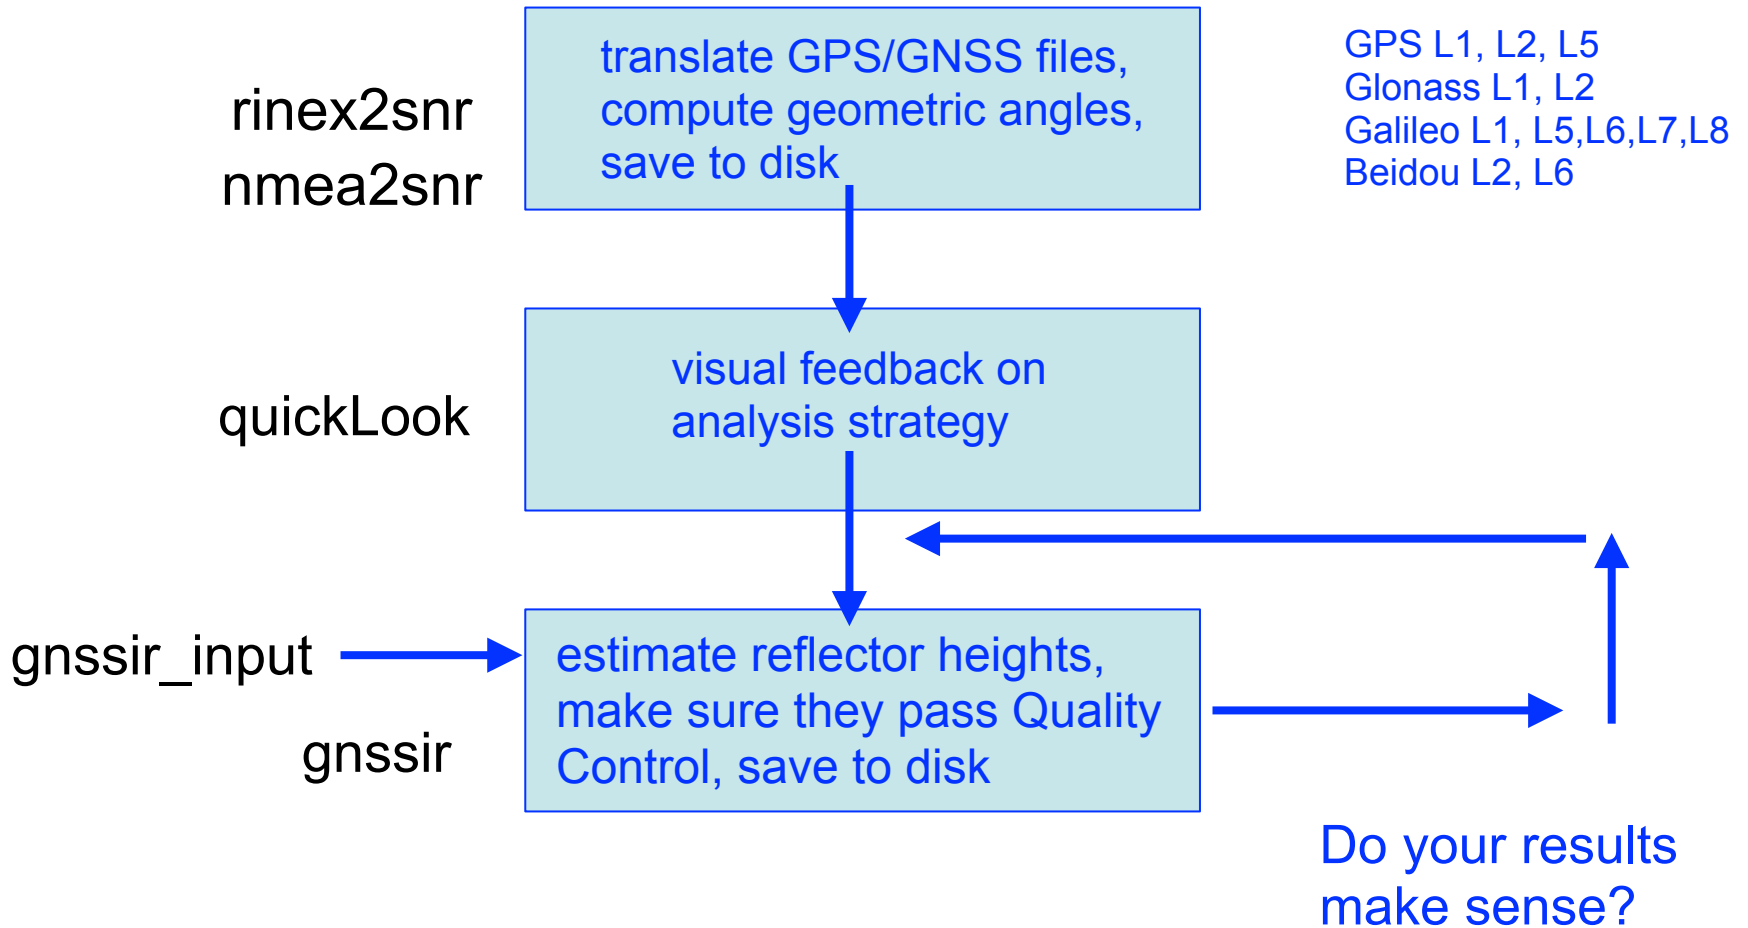 translate GPS/GNSS files,
compute geometric angles,
save to disk
rinex2snr
nmea2snr
GPS L1, L2, L5
Glonass L1, L2
Galileo L1, L5,L6,L7,L8
Beidou L2, L6
quickLook
visual feedback on
analysis strategy
gnssir_input
gnssir
estimate reflector heights,
make sure they pass Quality
Control, save to disk
Do your results
make sense?